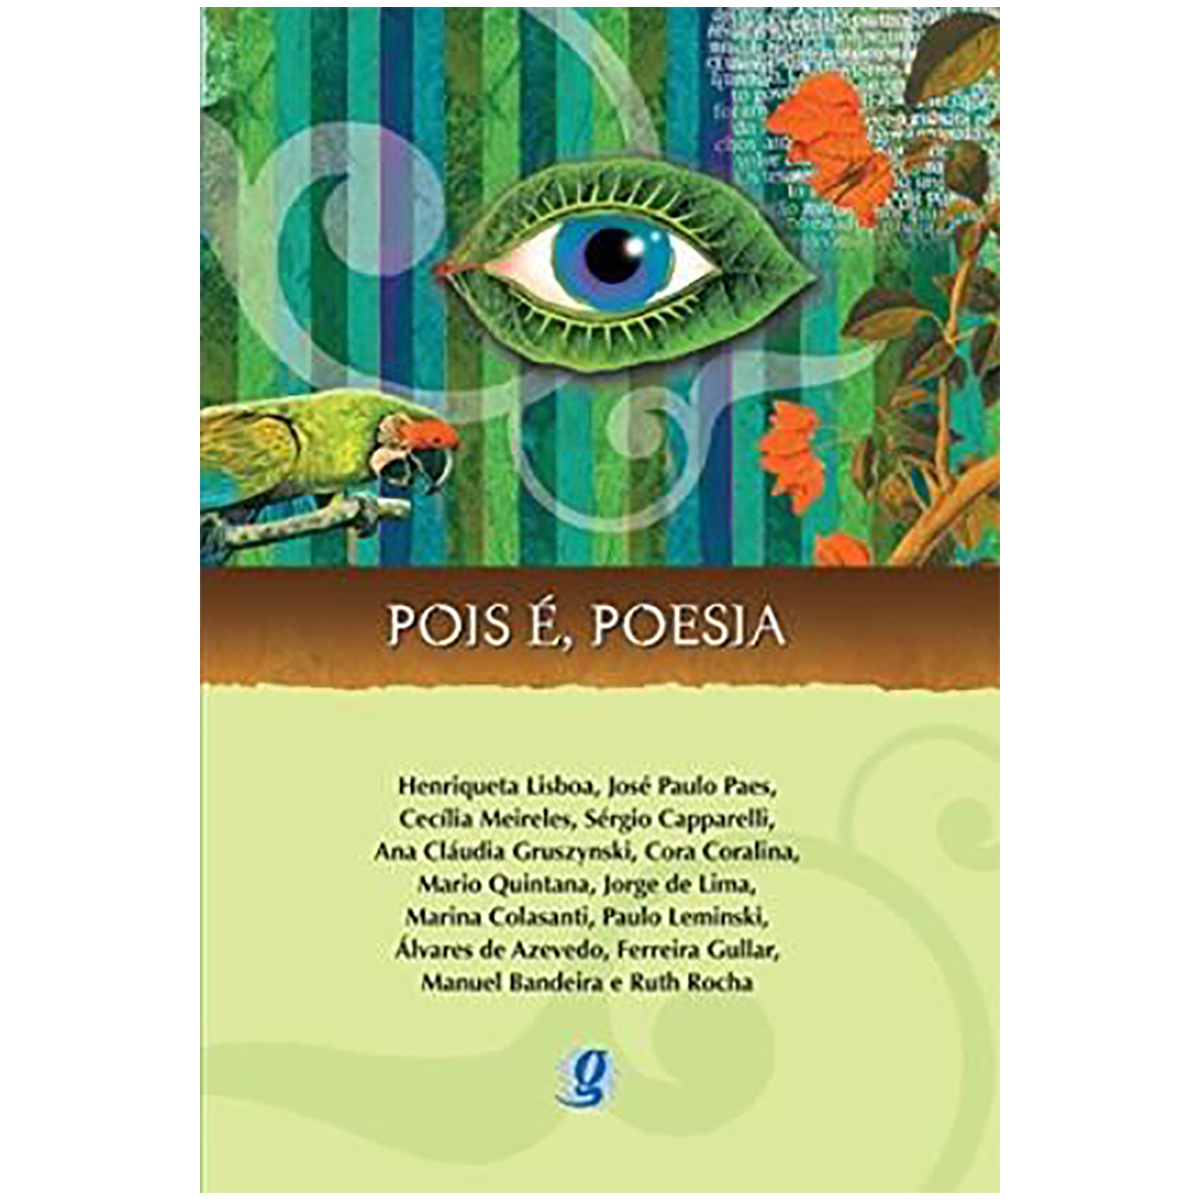 POIS É, POESIA
Henriqueta Lisboa, José Paulo Paes,
Cecília Meireles, Sérgio Capparelli,
Ana Cláudia Gruszynski, Cora Coralina,
Mario Quintana, Jorge de Lima,
Marina Colasanti, Paulo Leminski,
Álvares de Azevedo, Ferreira Gullar,
Manuel Bandeira e Ruth Rocha
g